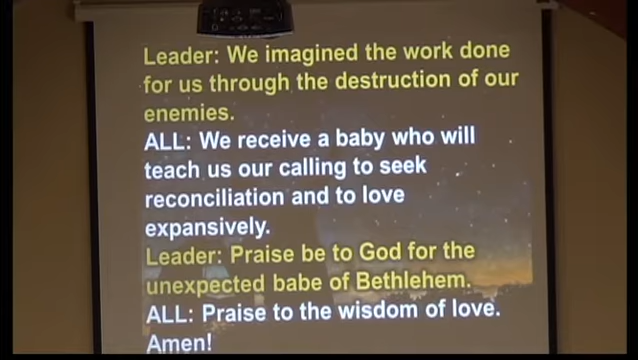 Leader: We imagined the work done
for us through the destruction of our
enemies.
ALL: We receive a baby who will
teach us our calling to seek
reconciliation and to love
expansively.
Leader: Praise be to God for the
unexpected babe of Bethlehem.
ALL: Praise to the wisdom of love.
Amen!